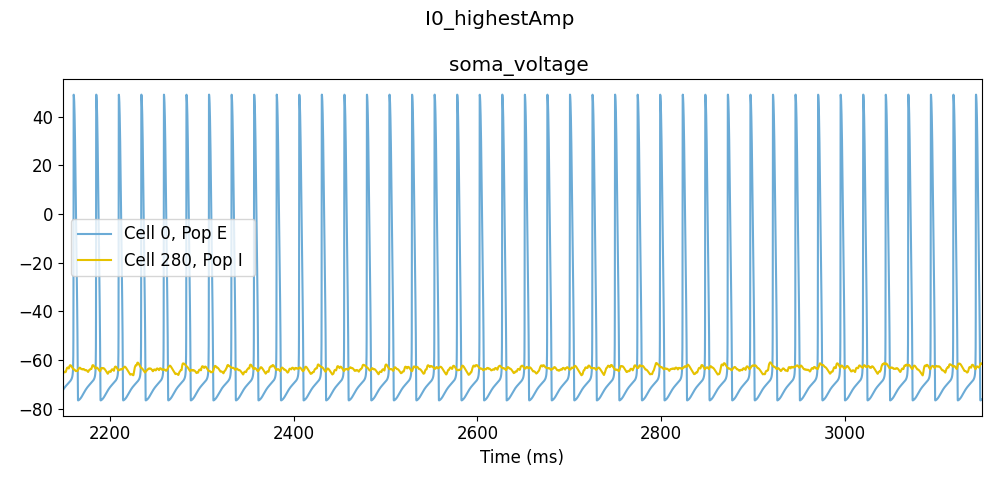 I0_highestAmp
soma_voltage
40
20
0
−20
−40
−60
−80
Cell 0, Pop E
Cell 280, Pop I
2200 2400 2600 2800 3000
Time (ms)